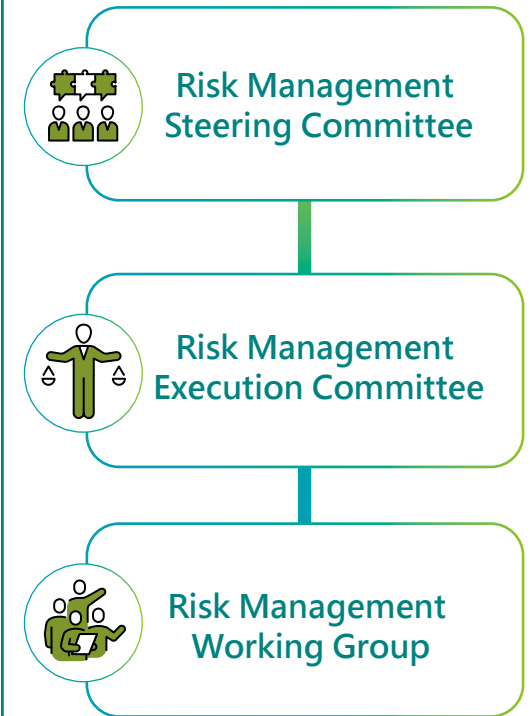 Risk Management
Steering Committee
Risk Management
Execution Committee
Risk Management
Working Group